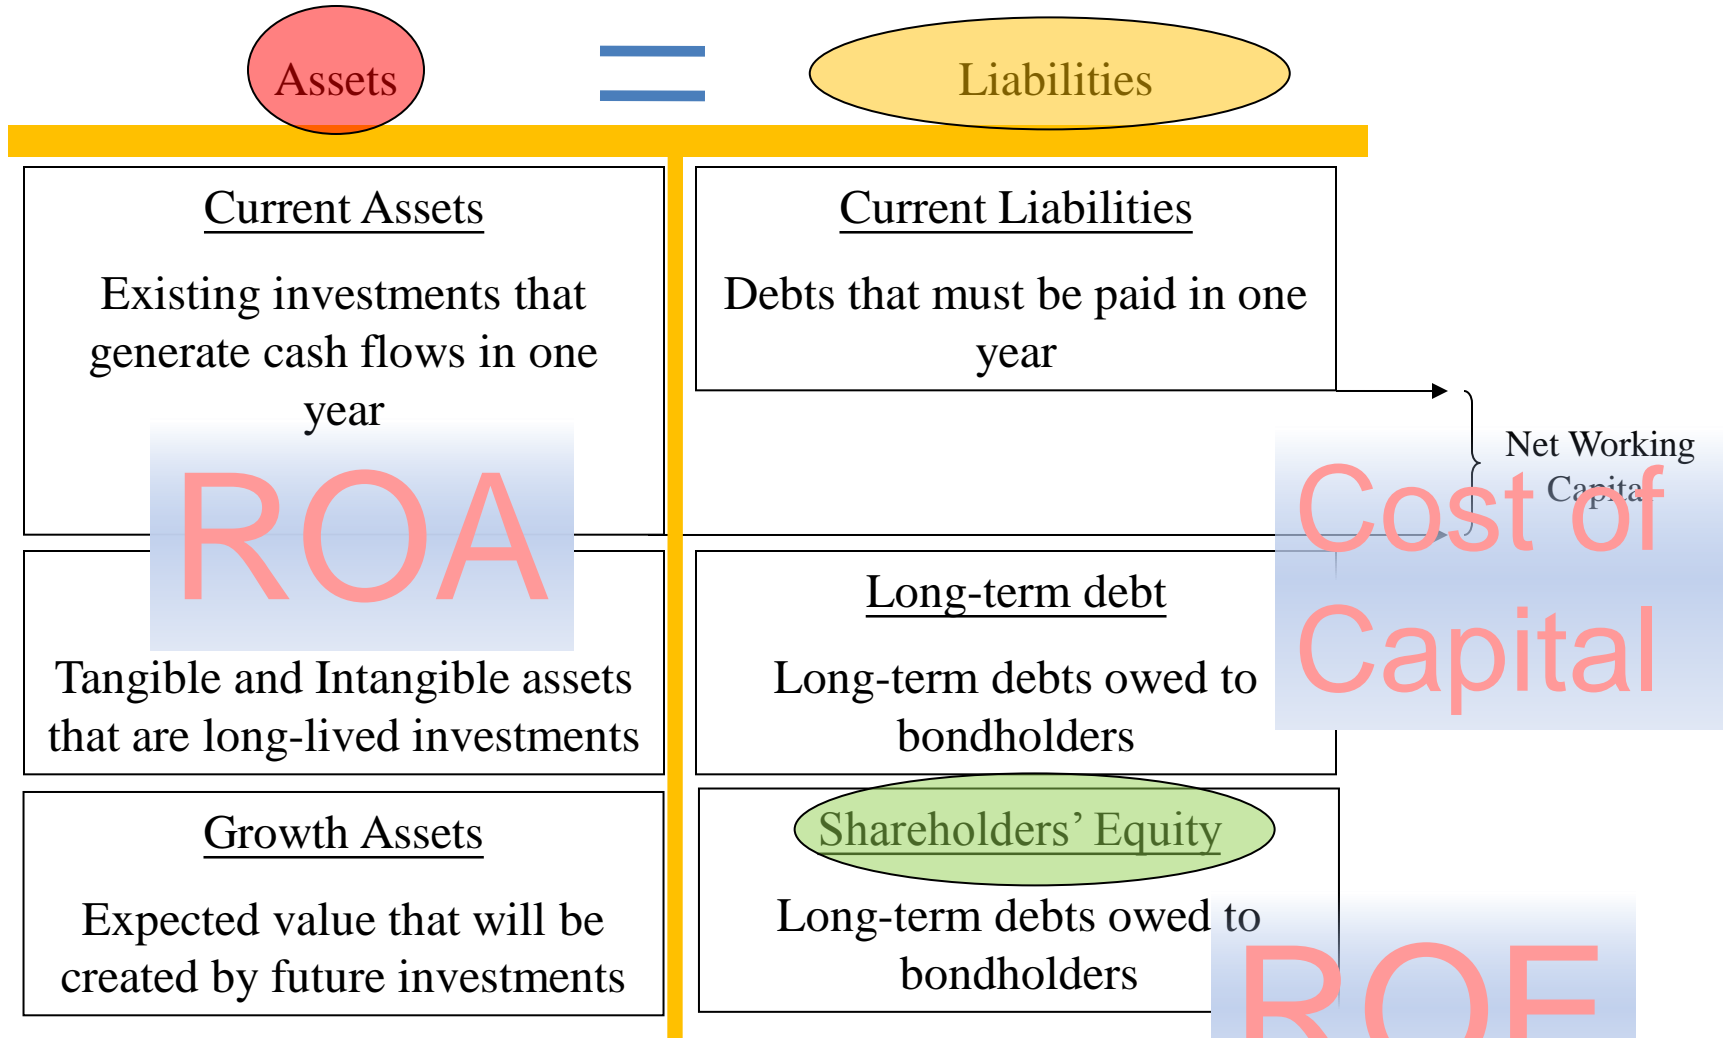 Assets
Liabilities
Current Assets
Existing investments that
generate cash flows in one
year
ROA
Tangible and Intangible assets
that are long-lived investments
Growth Assets
Expected value that will be
created by future investments
Current Liabilities
Debts that must be paid in one
year
Net Working
Capital
Cost of
Capital
Long-term debt
Long-term debts owed to
bondholders
Shareholders’ Equity
Long-term debts owed to
bondholders
ROE